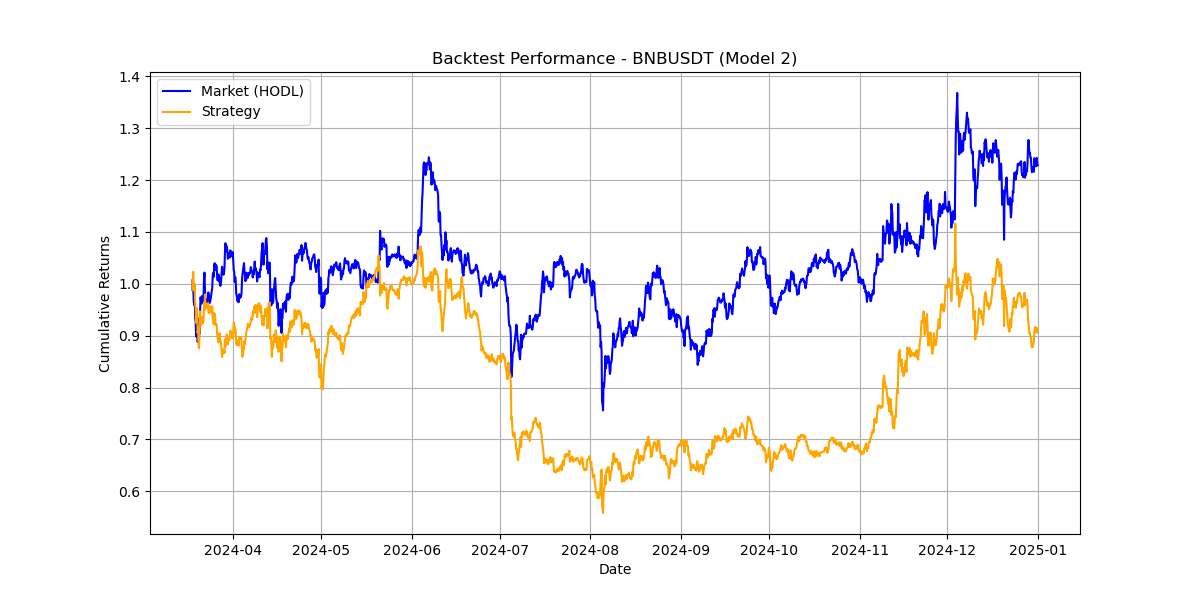 Backtest Performance - BNBUSDT (Model 2)
Market (HODL)
Strategy
Cumulative Returns
1.4
1.3
1.2
1.1
1.0
0.9
0.8
0.7
0.6
2024-04 2024-05 2024-06 2024-07 2024-08 2024-09 2024-10 2024-11 2024-12 2025-01
Date